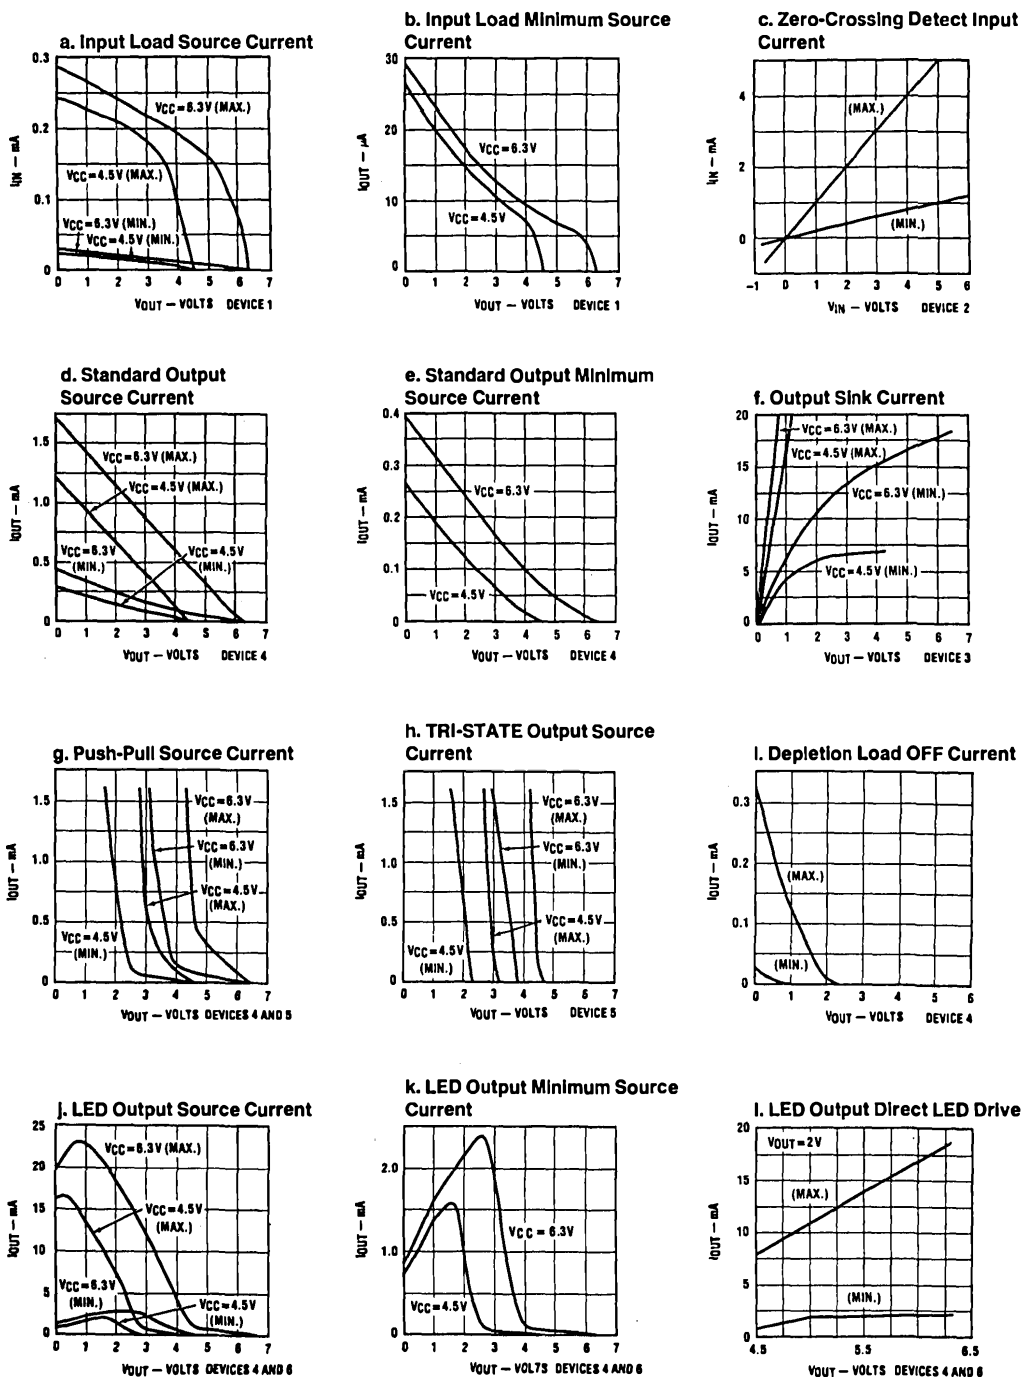 a. Input Load Source Current
0.3
0.2
0.1
0
IIN – mA
VCC=6.3V (MAX.)
VCC=4.5V (MAX.)
VCC=6.3V (MIN.)
VCC=4.5V (MIN.)
0 1 2 3 4 5 6 7
VOUT – VOLTS DEVICE 1
b. Input Load Minimum Source
Current
30
20
10
0
IOUT – µA
VCC=6.3V
VCC=4.5V
0 1 2 3 4 5 6 7
VOUT – VOLTS DEVICE 1
c. Zero-Crossing Detect Input
Current
4
2
0
IIN – mA
(MAX.)
(MIN.)
-1 0 1 2 3 4 5 6
VIN – VOLTS DEVICE 2
d. Standard Output
Source Current
1.5
1.0
0.5
0
IOUT – mA
VCC=6.3V (MAX.)
VCC=4.5V (MAX.)
VCC=6.3V
(MIN.)
VCC=4.5V
(MIN.)
0 1 2 3 4 5 6 7
VOUT – VOLTS DEVICE 4
e. Standard Output Minimum
Source Current
0.4
0.3
0.2
0.1
0
IOUT – mA
VCC=6.3V
VCC=4.5V
0 1 2 3 4 5 6 7
VOUT – VOLTS DEVICE 4
f. Output Sink Current
20
15
10
5
0
IOUT – mA
VCC=6.3V (MAX.)
VCC=4.5V (MAX.)
VCC=6.3V (MIN.)
VCC=4.5V (MIN.)
0 1 2 3 4 5 6 7
VOUT – VOLTS DEVICE 3
g. Push-Pull Source Current
1.5
1.0
0.5
0
IOUT – mA
VCC=6.3V
(MAX.)
VCC=6.3V
(MIN.)
VCC=4.5V
(MAX.)
VCC=4.5V
(MIN.)
0 1 2 3 4 5 6 7
VOUT – VOLTS DEVICES 4 AND 5
h. TRI-STATE Output Source
Current
1.5
1.0
0.5
0
IOUT – mA
VCC=6.3V
(MAX.)
VCC=6.3V
(MIN.)
VCC=4.5V
(MAX.)
VCC=4.5V
(MIN.)
0 1 2 3 4 5 6 7
VOUT – VOLTS DEVICE 5
I. Depletion Load OFF Current
0.3
0.2
0.1
0
IOUT – mA
(MAX.)
(MIN.)
0 1 2 3 4 5 6
VOUT – VOLTS DEVICE 4
j. LED Output Source Current
25
20
15
10
5
0
IOUT – mA
VCC=6.3V (MAX.)
VCC=4.5V
(MAX.)
VCC=6.3V
(MIN.)
VCC=4.5V
(MIN.)
0 1 2 3 4 5 6 7
VOUT – VOLTS DEVICES 4 AND 6
k. LED Output Minimum Source
Current
2.0
1.0
0
IOUT – mA
VCC=6.3V
VCC=4.5V
0 1 2 3 4 5 6 7
VOUT – VOLTS DEVICES 4 AND 6
l. LED Output Direct LED Drive
20
15
10
5
0
IOUT – mA
VOUT=2V
(MAX.)
(MIN.)
4.5 5.5 6.5
VOUT – VOLTS DEVICES 4 AND 6